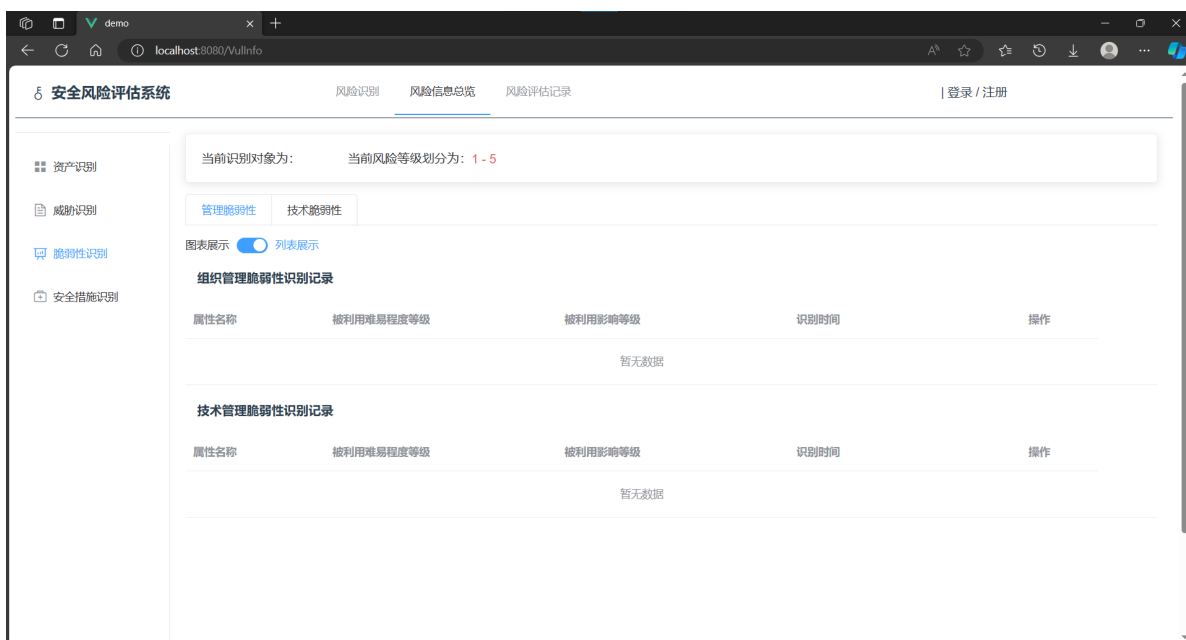 demo
localhost:8080/VulInfo
安全风险评估系统 风险识别 风险信息总览 风险评估记录 | 登录 / 注册
资产识别
威胁识别
脆弱性识别
安全措施识别
当前识别对象为： 当前风险等级划分为：1 - 5
管理脆弱性 技术脆弱性
图表展示 列表展示
组织管理脆弱性识别记录
属性名称 被利用难易程度等级 被利用影响等级 识别时间 操作
暂无数据
技术管理脆弱性识别记录
属性名称 被利用难易程度等级 被利用影响等级 识别时间 操作
暂无数据